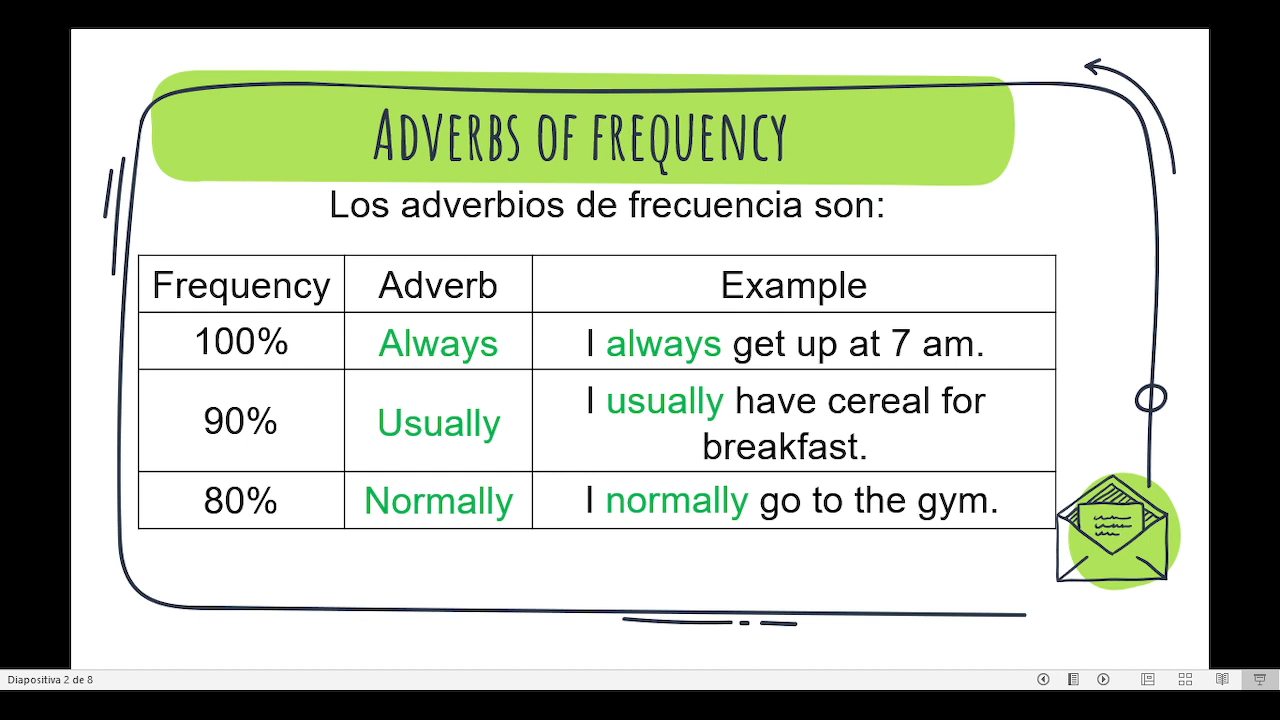 ADVERBS OF FREQUENCY
Los adverbios de frecuencia son:
Frequency Adverb Example
100% Always I always get up at 7 am.
90% Usually I usually have cereal for
breakfast.
80% Normally I normally go to the gym.
Diapositiva 2 de 8